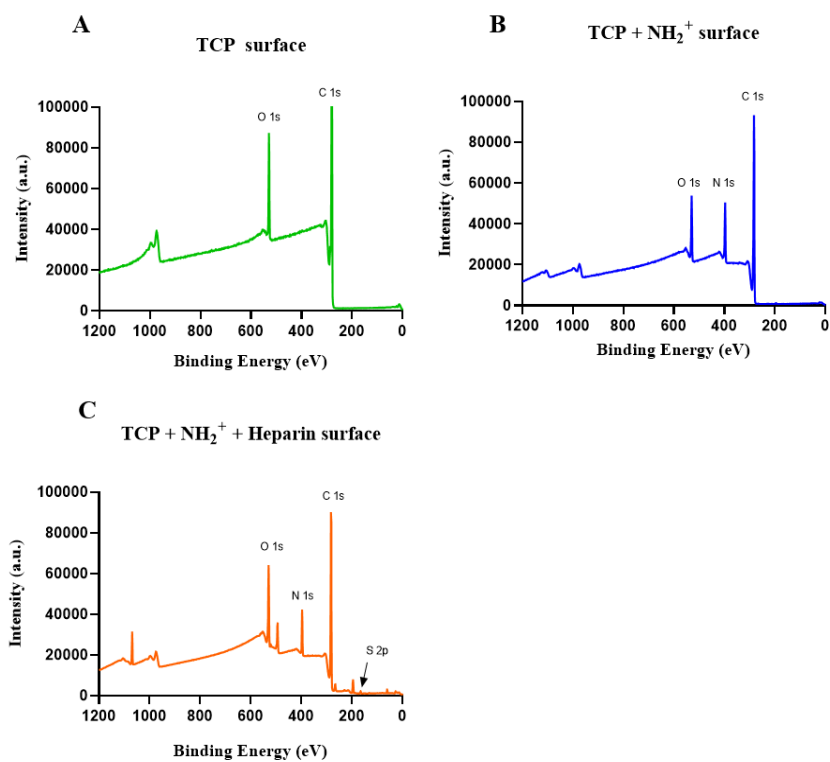 A
TCP surface
C 1s
O 1s
100000
80000
60000
40000
20000
0
Intensity (a.u.)
1200 1000 800 600 400 200 0
Binding Energy (eV)
B
TCP + NH₂⁺ surface
C 1s
O 1s N 1s
100000
80000
60000
40000
20000
0
Intensity (a.u.)
1200 1000 800 600 400 200 0
Binding Energy (eV)
C
TCP + NH₂⁺ + Heparin surface
C 1s
O 1s
N 1s
S 2p
100000
80000
60000
40000
20000
0
Intensity (a.u.)
1200 1000 800 600 400 200 0
Binding Energy (eV)